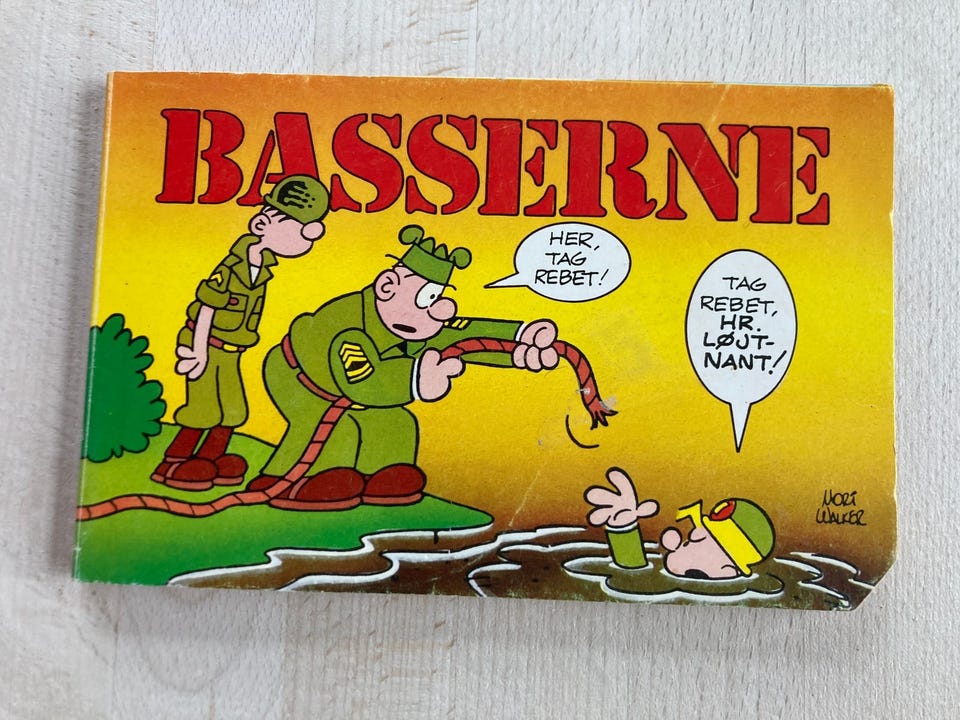 BASSERNE
HER,
TAG
REBET!
TAG
REBET,
HR.
LØJT-
NANT!
MORT
WALKER